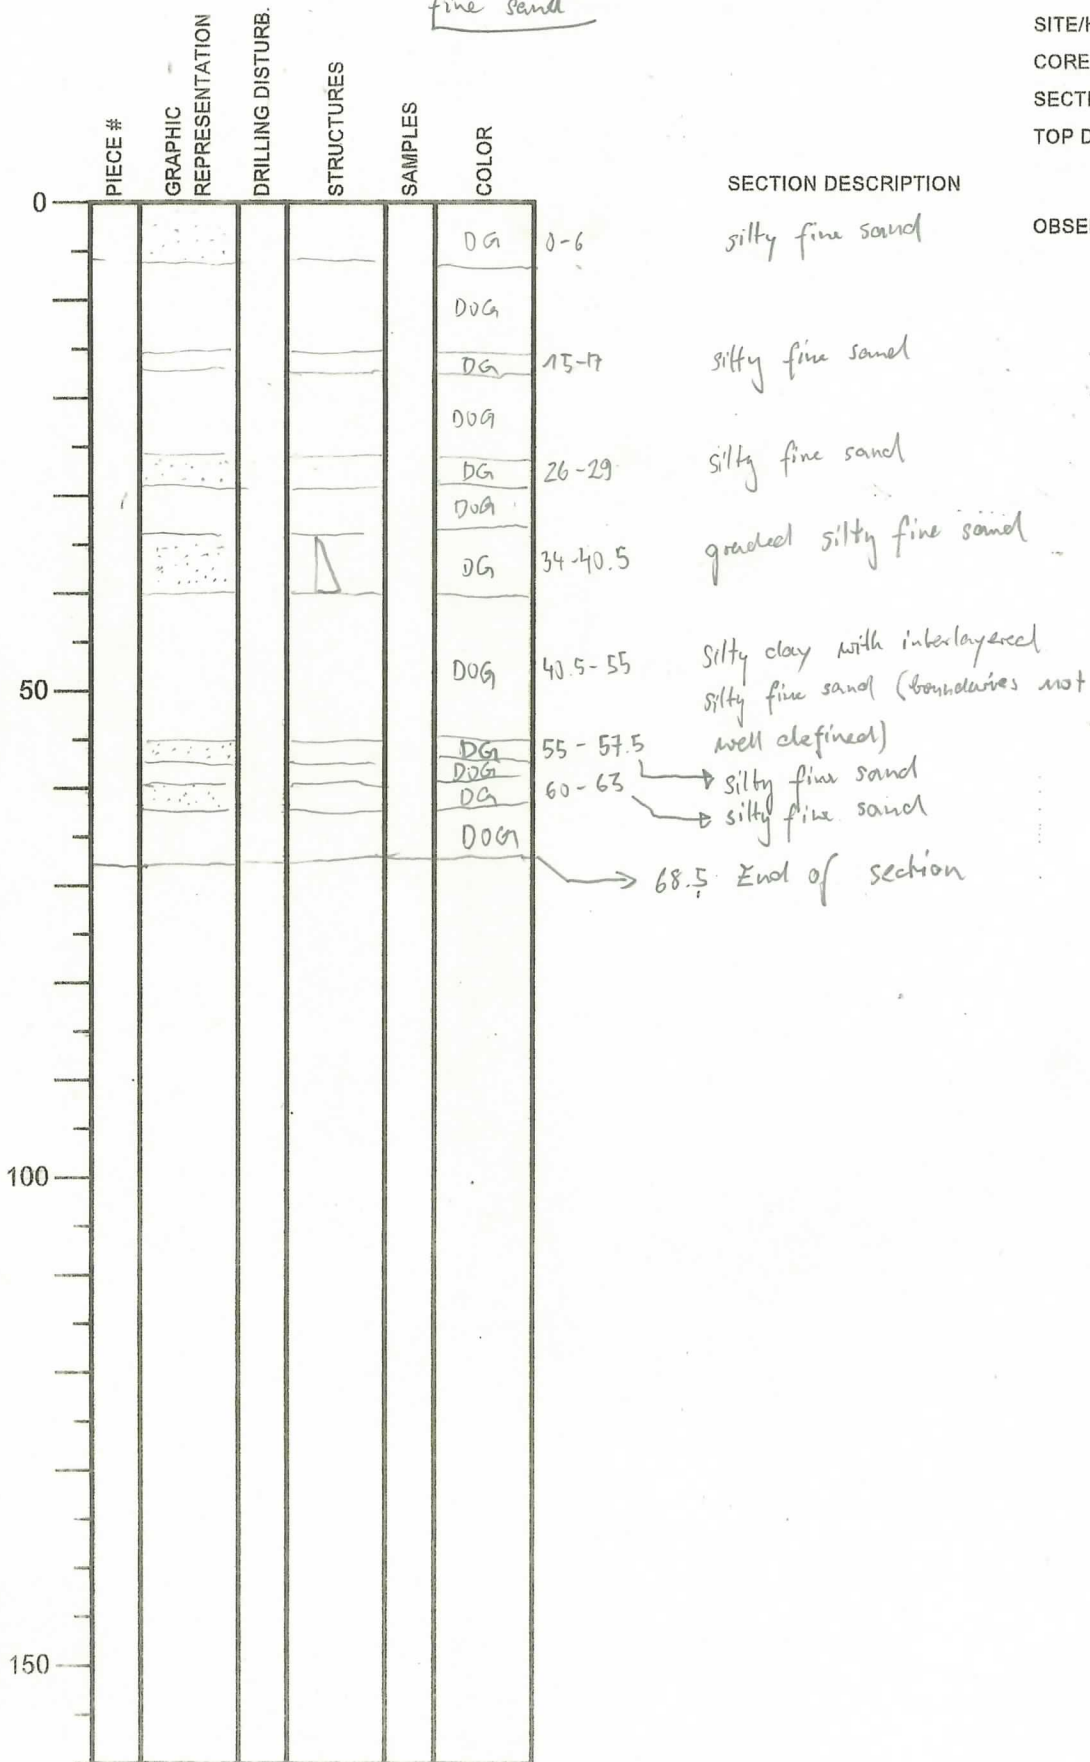 fine sand
SITE/
CORE
SECTI
TOP D
PIECE #
GRAPHIC
REPRESENTATION
DRILLING DISTURB.
STRUCTURES
SAMPLES
COLOR
SECTION DESCRIPTION
OBSE
0
DG 0-6 silty fine sand
DOG
DG 15-17 silty fine sand
DOG
DG 26-29 silty fine sand
DOG
DG 34-40.5 graded silty fine sand
DOG 40.5-55 Silty clay with interlayered
50
silty fine sand (boundaries not
well defined)
DG 55-57.5 → silty fine sand
DOG
DG 60-63 → silty fine sand
DOG
→ 68.5 End of section
100
150